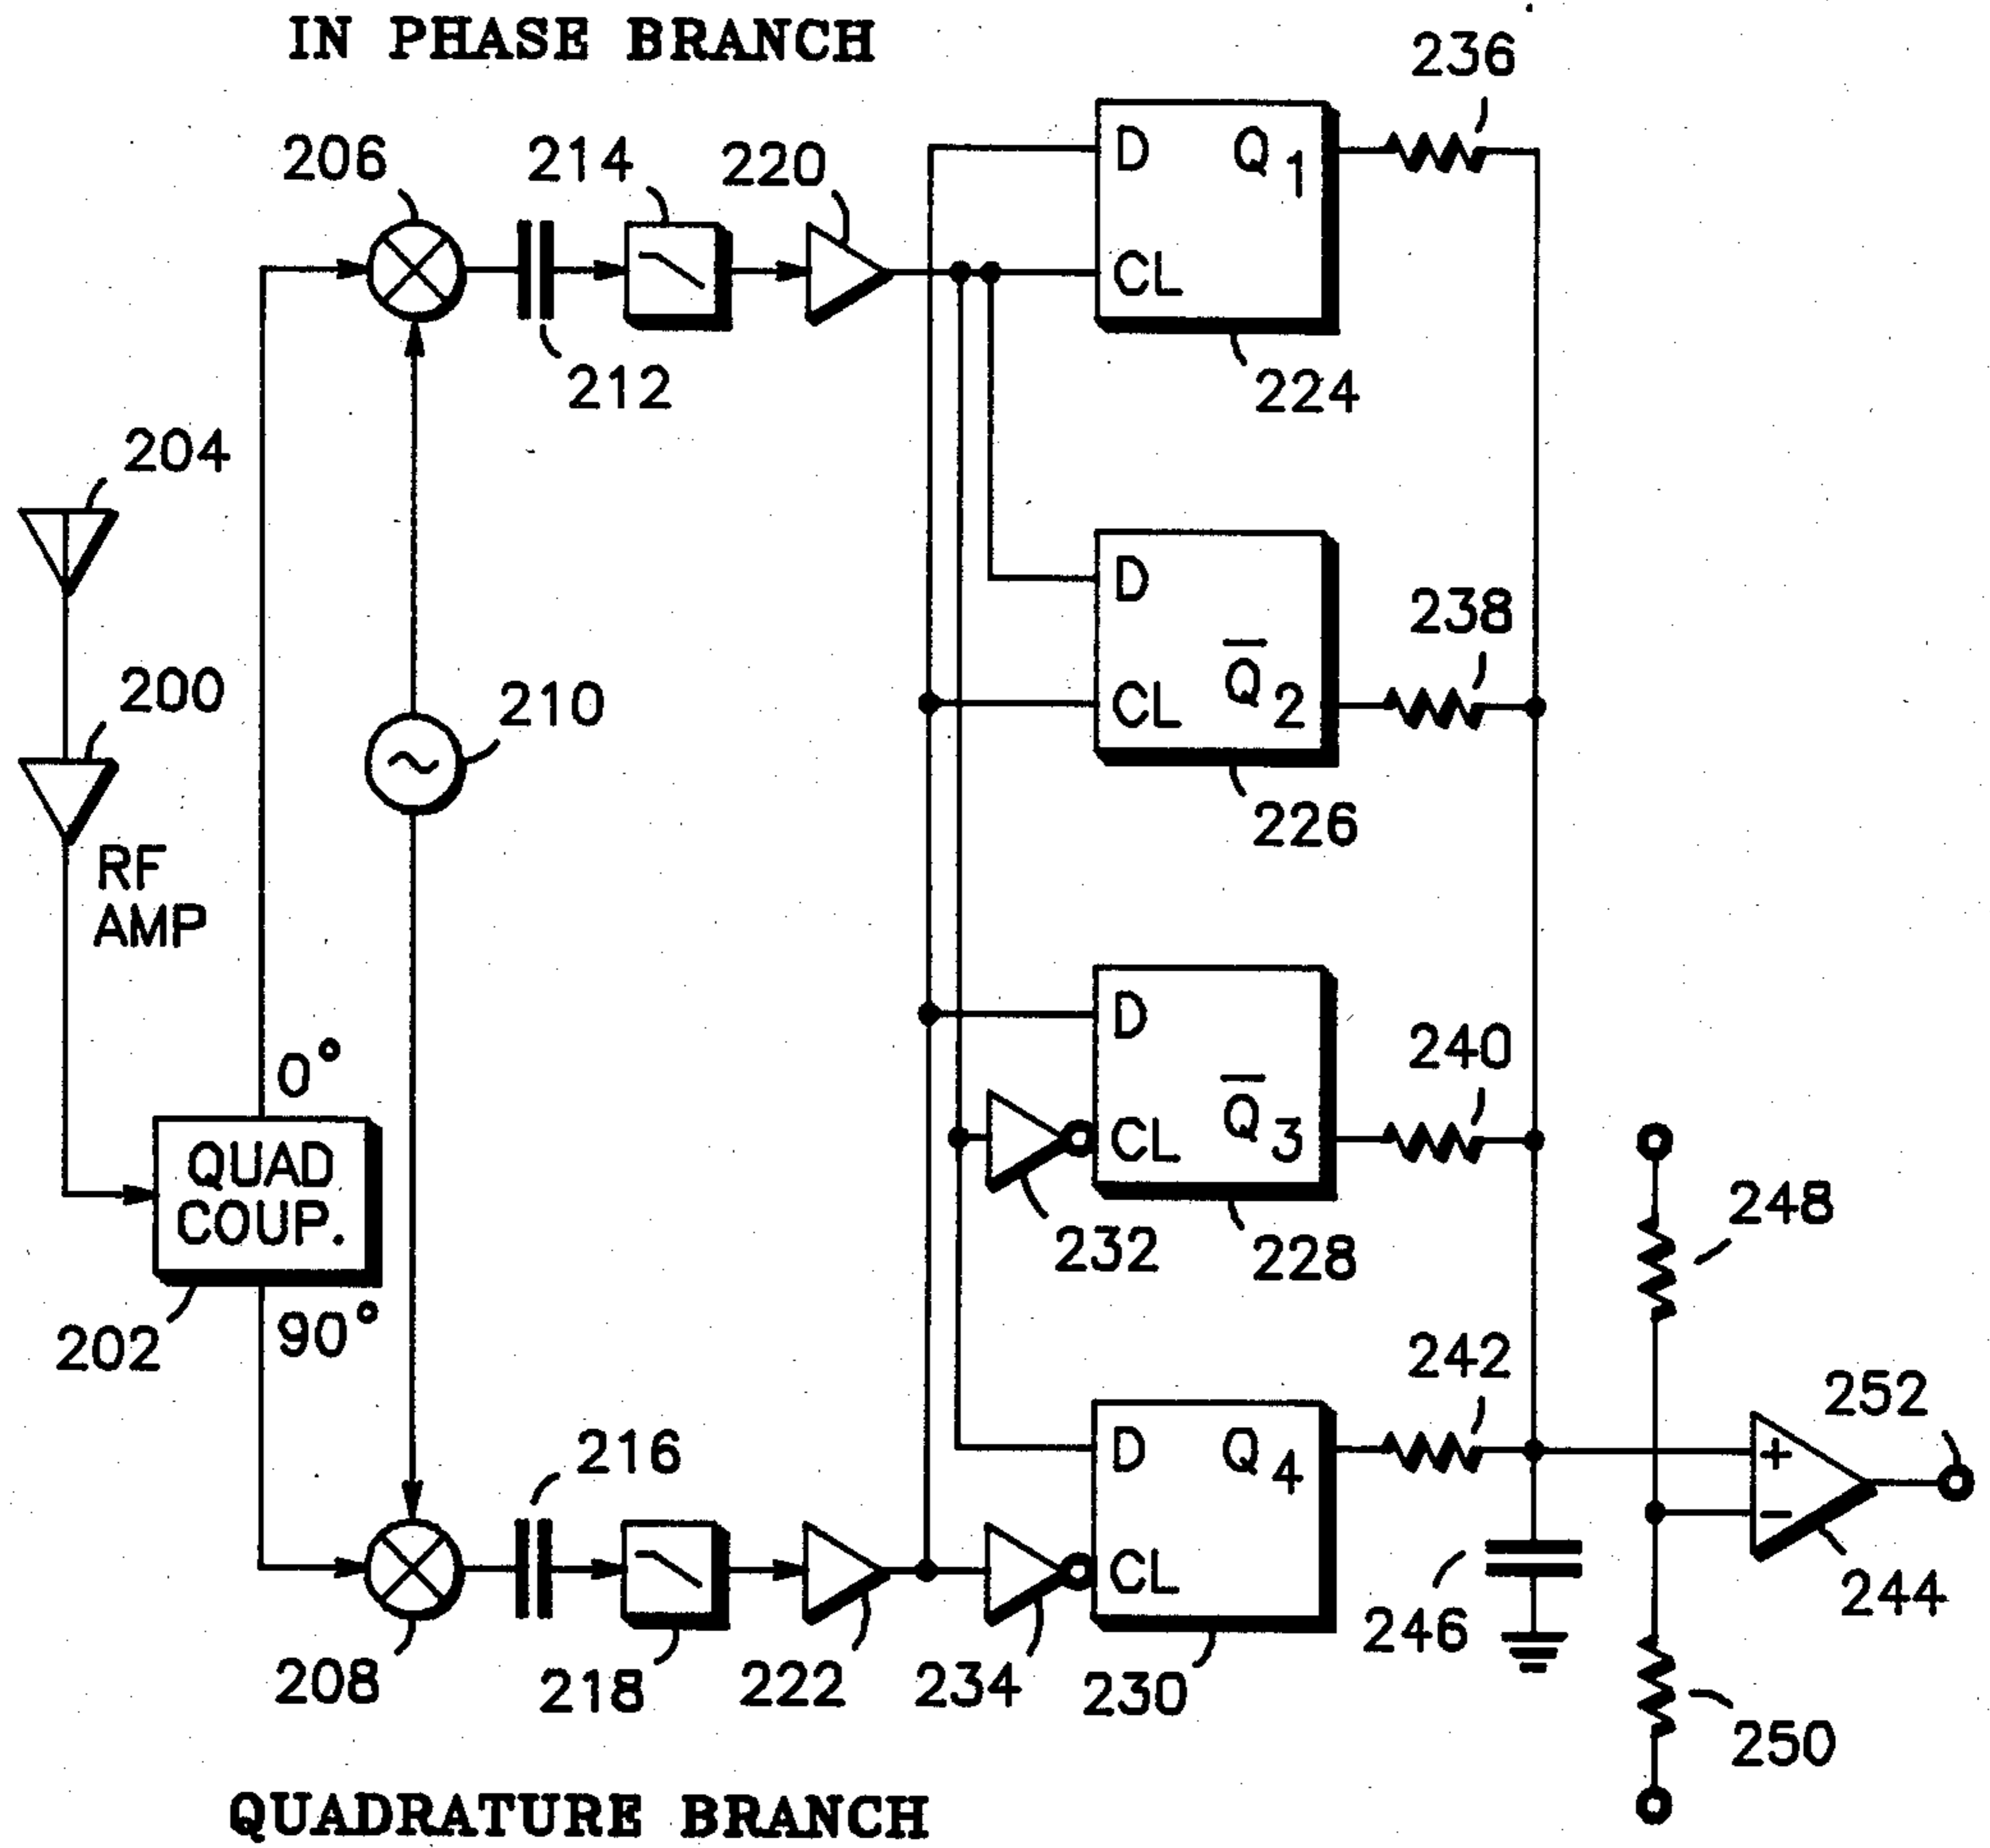 IN PHASE BRANCH
236
206
214
220
D
Q1
CL
212
224
204
D
238
200
210
Q̅2
CL
226
RF
AMP
D
240
0°
Q̅3
CL
QUAD
COUP.
248
232
228
90°
202
242
252
216
D
Q4
+
−
CL
246
244
208
218
222
234
230
250
QUADRATURE BRANCH